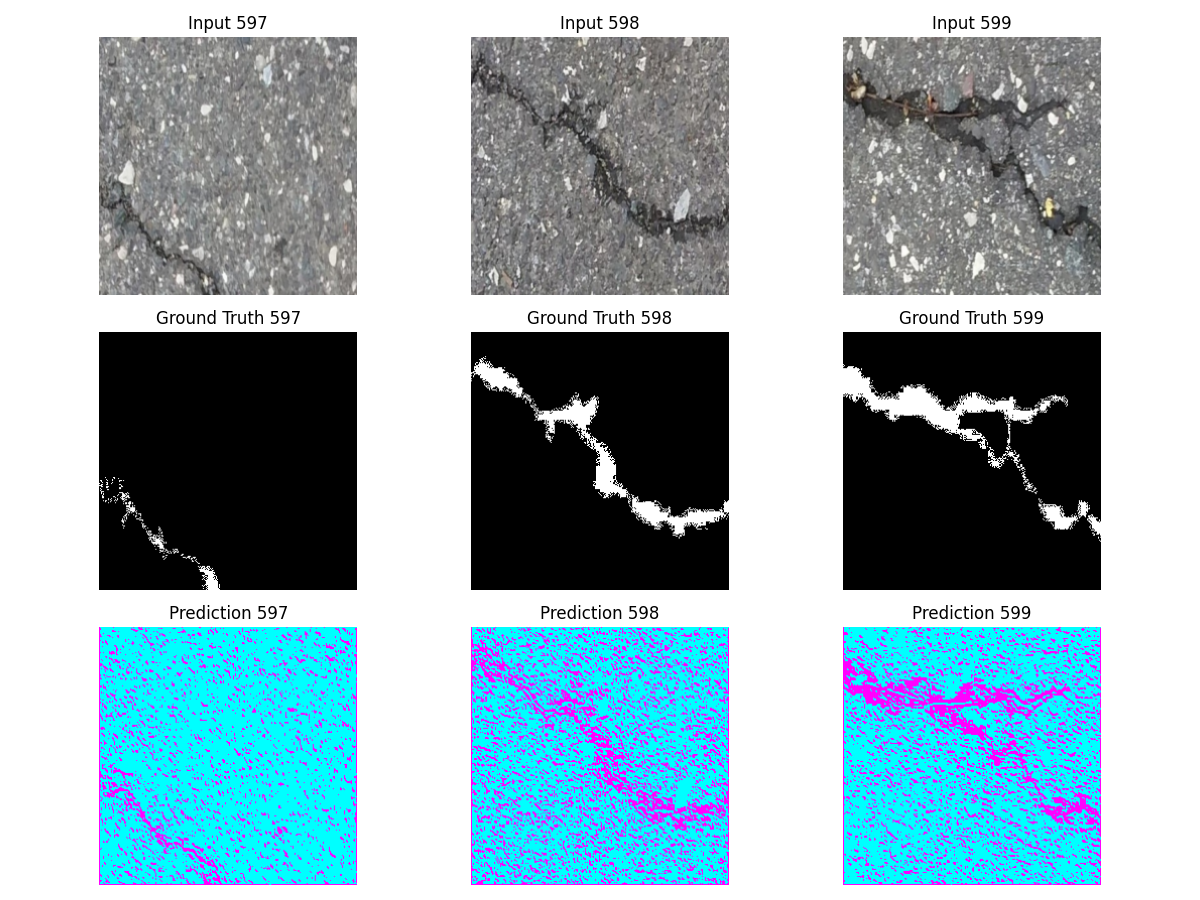 Input 597
Input 598
Input 599
Ground Truth 597
Ground Truth 598
Ground Truth 599
Prediction 597
Prediction 598
Prediction 599